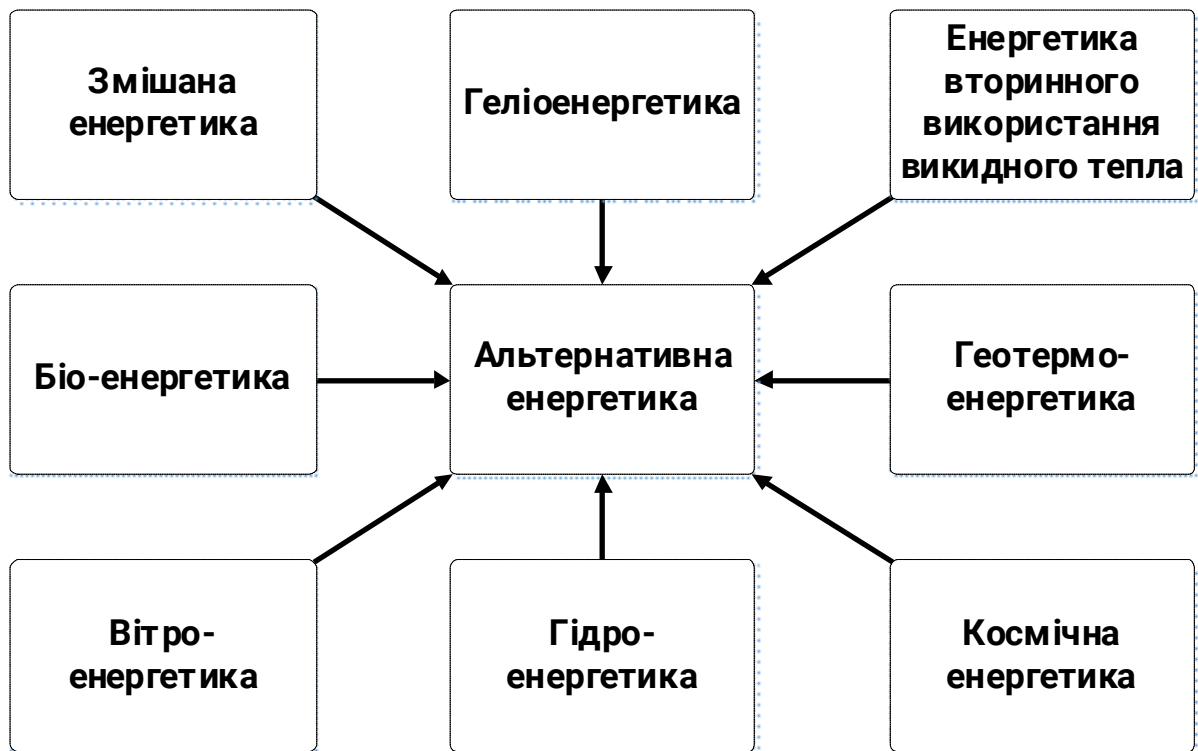 Змішана
енергетика
Геліоенергетика
Енергетика
вторинного
використання
викидного тепла
Біо-енергетика
Альтернативна
енергетика
Геотермо-
енергетика
Вітро-
енергетика
Гідро-
енергетика
Космічна
енергетика